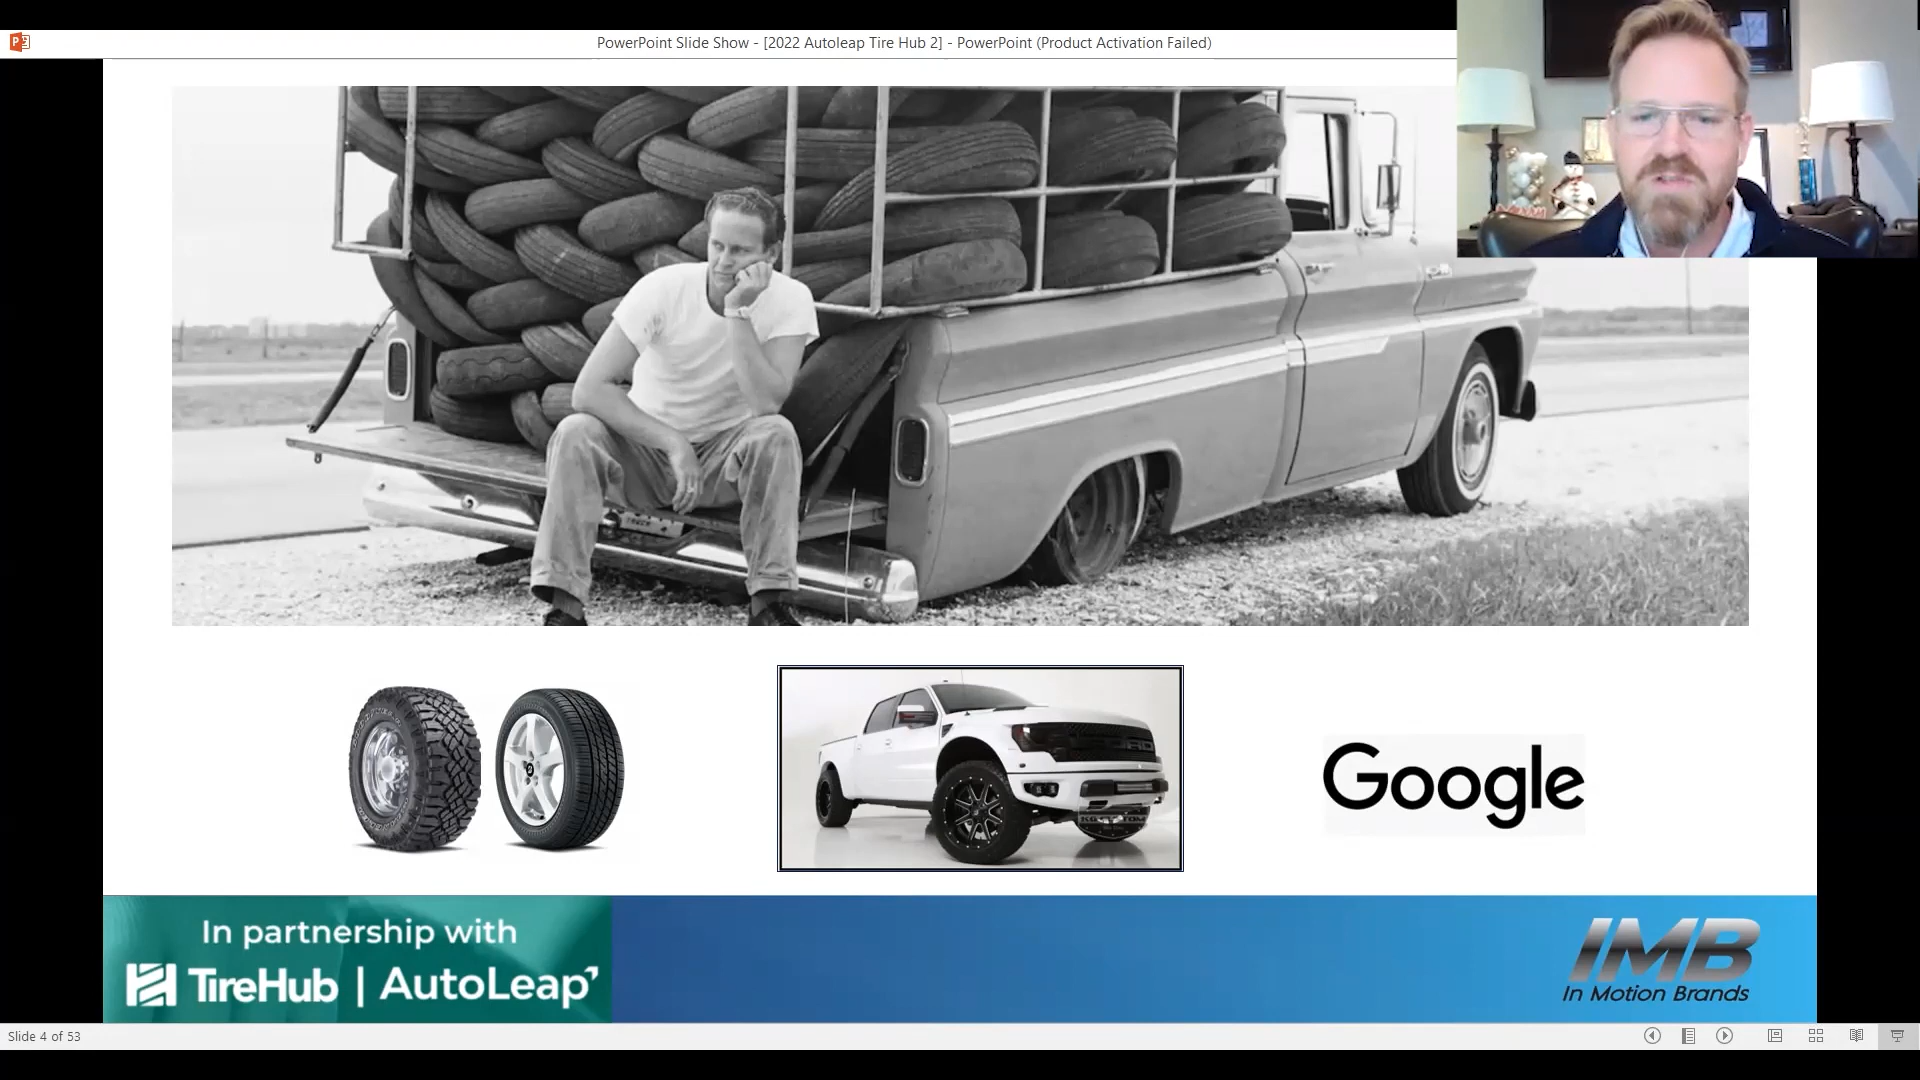 PowerPoint Slide Show - [2022 Autoleap Tire Hub 2] - PowerPoint (Product Activation Failed)
Google
In partnership with
TireHub | AutoLeap
IMB
In Motion Brands
Slide 4 of 53